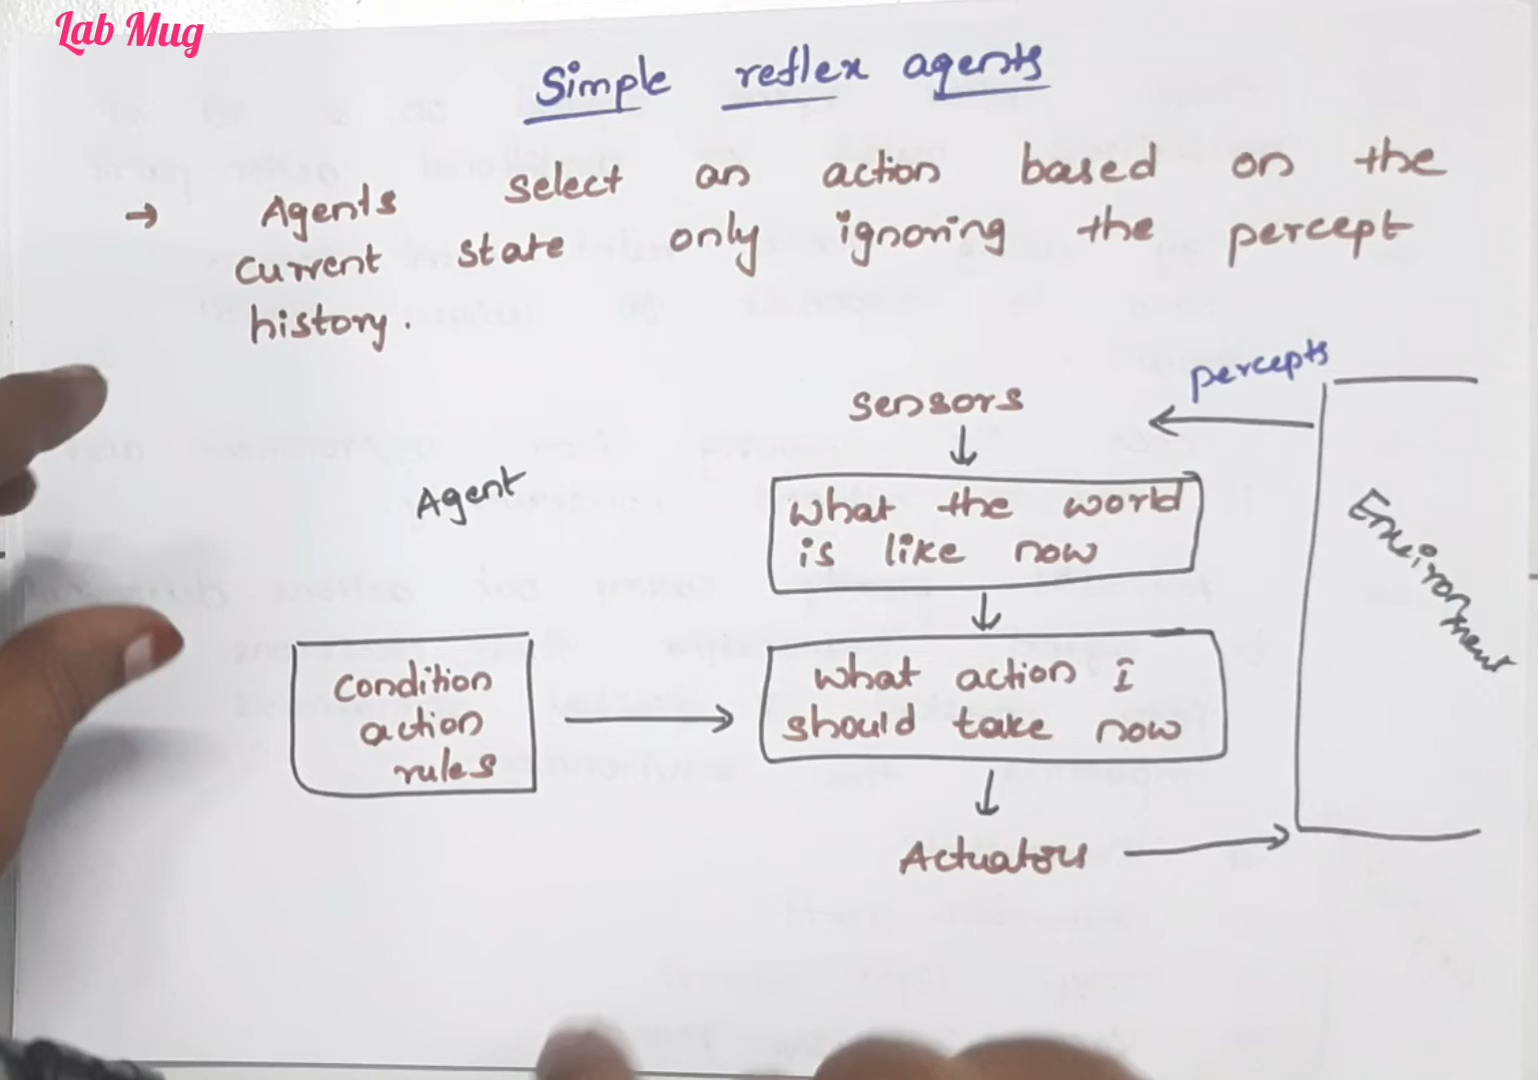 Lab Mug
Simple reflex agents
→ Agents select an action based on the
current state only ignoring the percept
history.
percepts
Sensors
Agent
what the world
is like now
Environment
Condition
action
rules
what action I
should take now
Actuators